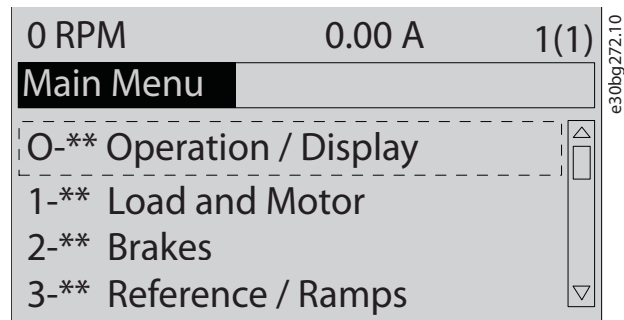 0 RPM 0.00 A 1(1)
Main Menu
O-** Operation / Display
1-** Load and Motor
2-** Brakes
3-** Reference / Ramps
e30bg272.10